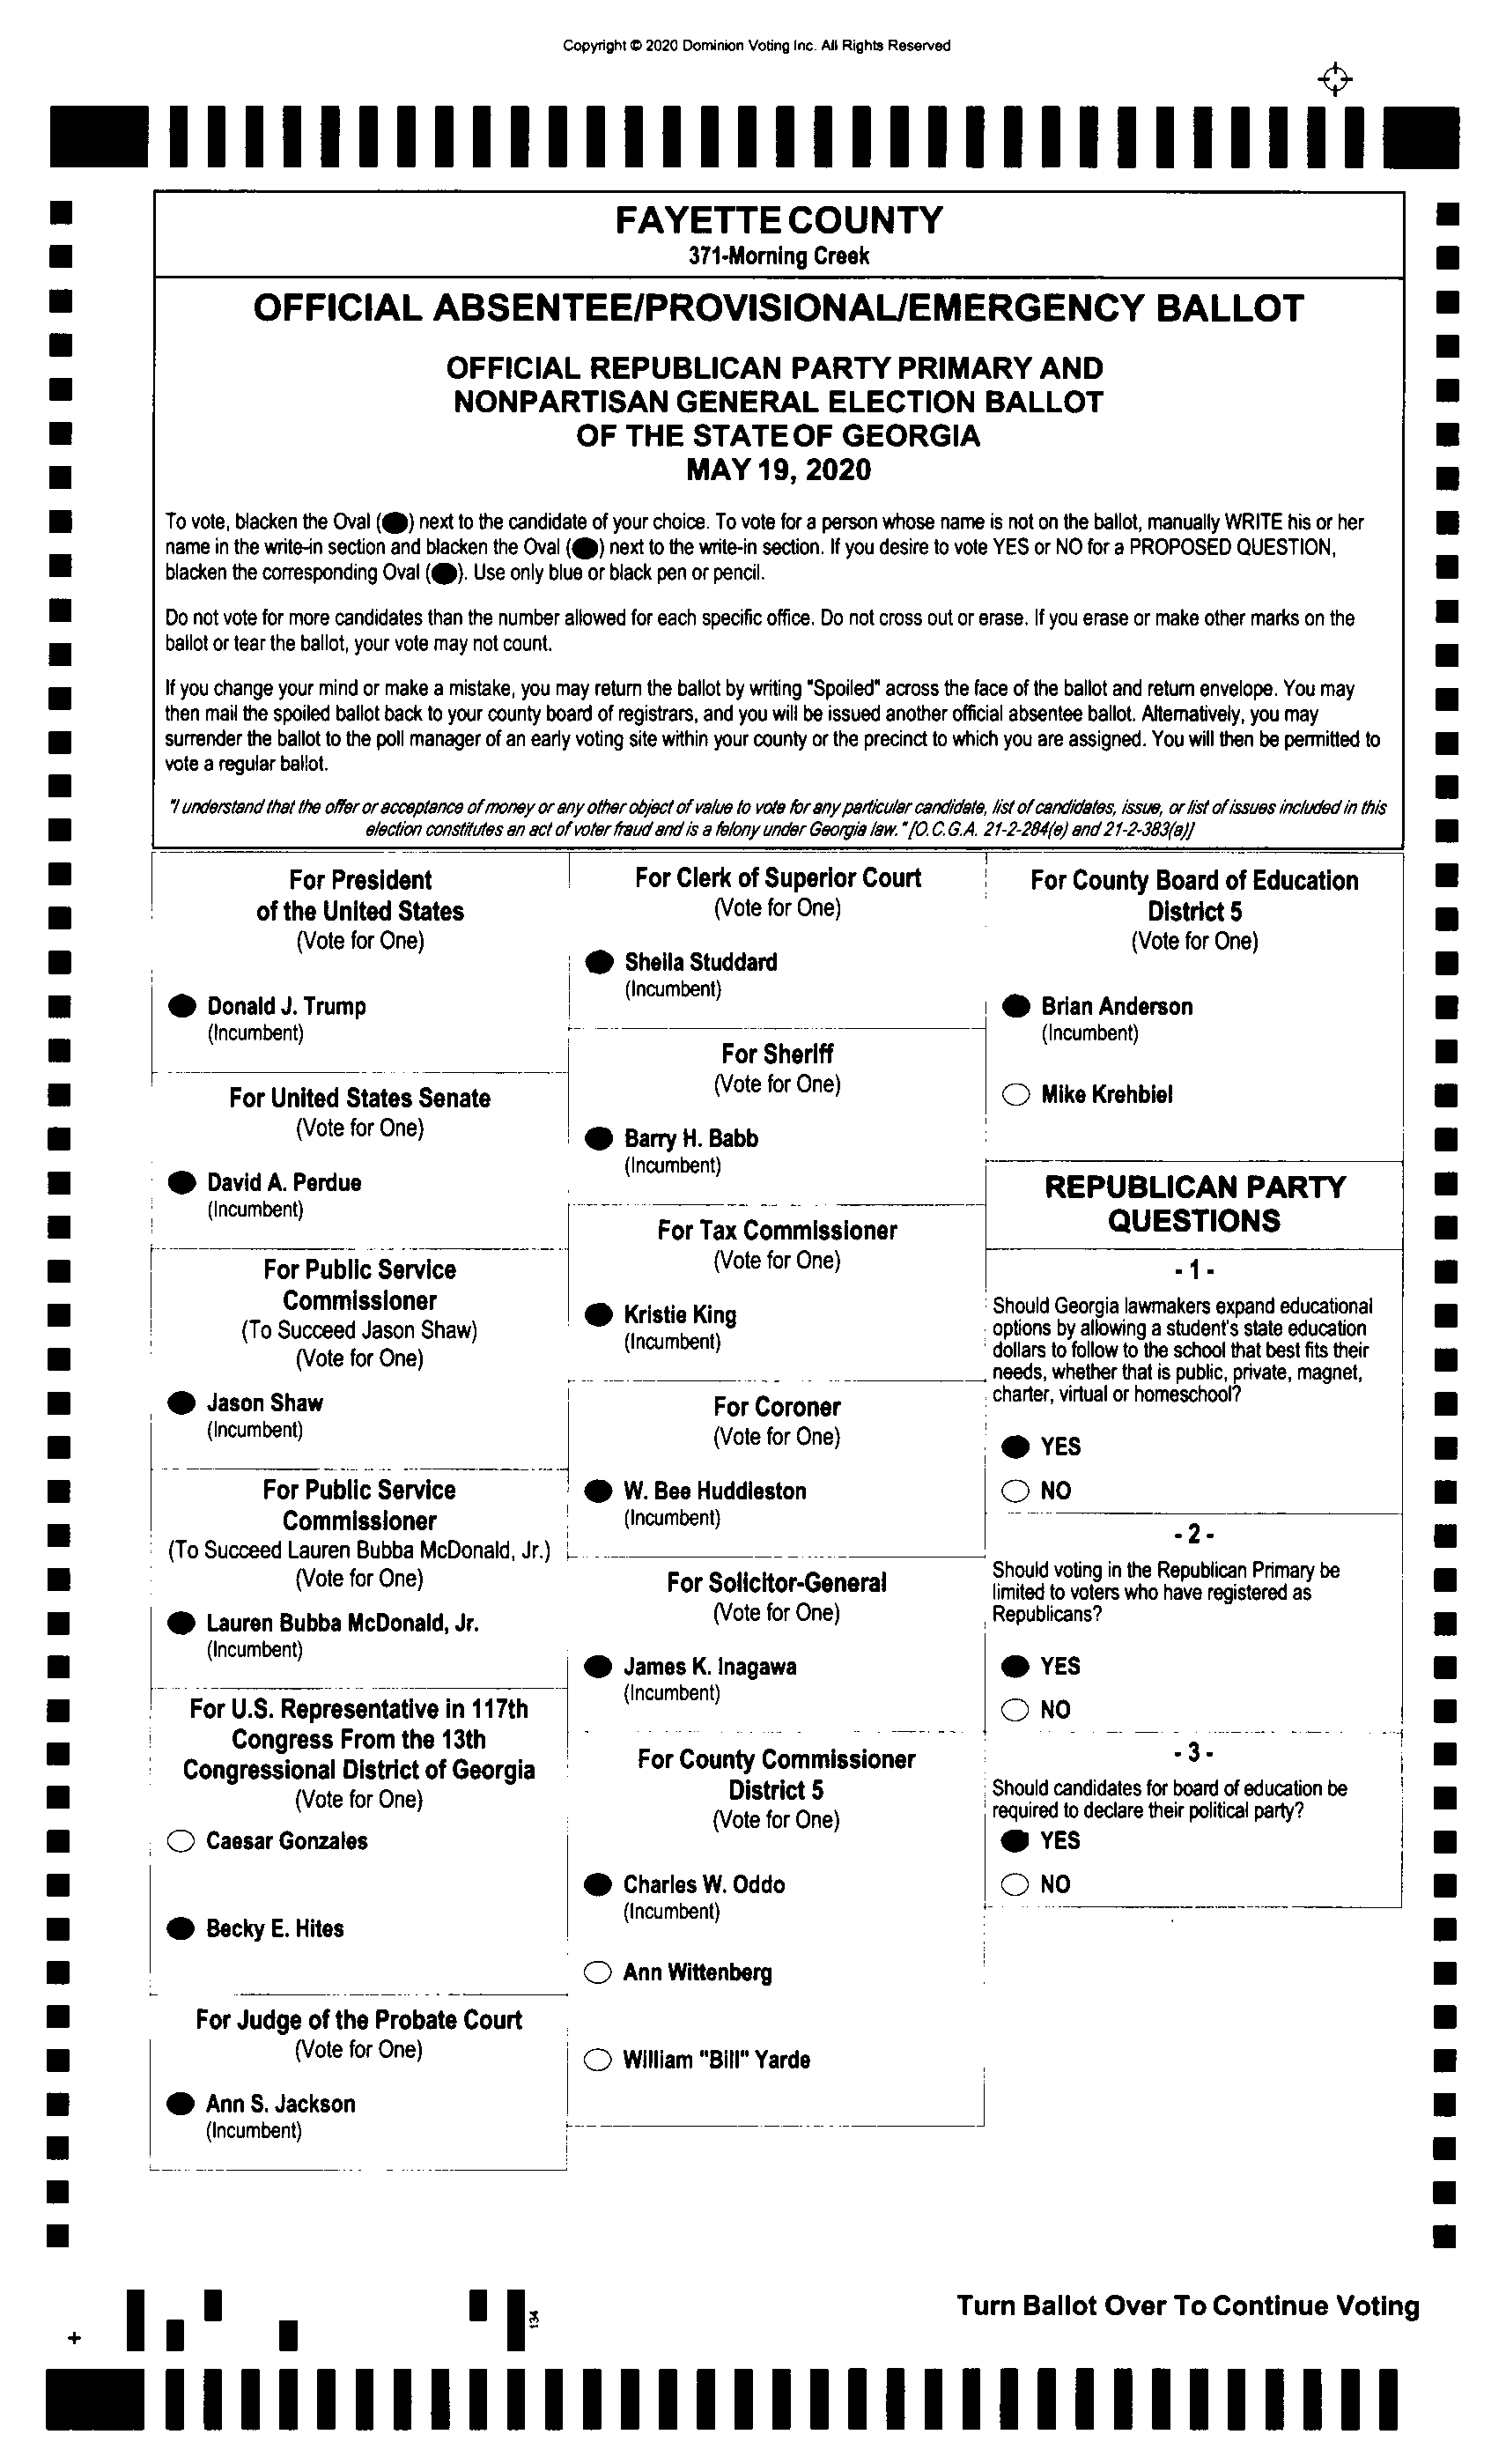 Copyright © 2020 Dominion Voting Inc. All Rights Reserved
FAYETTE COUNTY
371-Morning Creek
OFFICIAL ABSENTEE/PROVISIONAL/EMERGENCY BALLOT
OFFICIAL REPUBLICAN PARTY PRIMARY AND
NONPARTISAN GENERAL ELECTION BALLOT
OF THE STATE OF GEORGIA
MAY 19, 2020
To vote, blacken the Oval (●) next to the candidate of your choice. To vote for a person whose name is not on the ballot, manually WRITE his or her
name in the write-in section and blacken the Oval (●) next to the write-in section. If you desire to vote YES or NO for a PROPOSED QUESTION,
blacken the corresponding Oval (●). Use only blue or black pen or pencil.
Do not vote for more candidates than the number allowed for each specific office. Do not cross out or erase. If you erase or make other marks on the
ballot or tear the ballot, your vote may not count.
If you change your mind or make a mistake, you may return the ballot by writing "Spoiled" across the face of the ballot and return envelope. You may
then mail the spoiled ballot back to your county board of registrars, and you will be issued another official absentee ballot. Alternatively, you may
surrender the ballot to the poll manager of an early voting site within your county or the precinct to which you are assigned. You will then be permitted to
vote a regular ballot.
"I understand that the offer or acceptance of money or any other object of value to vote for any particular candidate, list of candidates, issue, or list of issues included in this
election constitutes an act of voter fraud and is a felony under Georgia law." [O.C.G.A. 21-2-284(e) and 21-2-383(a)]
For President
of the United States
(Vote for One)
Donald J. Trump
(Incumbent)
For United States Senate
(Vote for One)
David A. Perdue
(Incumbent)
For Public Service
Commissioner
(To Succeed Jason Shaw)
(Vote for One)
Jason Shaw
(Incumbent)
For Public Service
Commissioner
(To Succeed Lauren Bubba McDonald, Jr.)
(Vote for One)
Lauren Bubba McDonald, Jr.
(Incumbent)
For U.S. Representative in 117th
Congress From the 13th
Congressional District of Georgia
(Vote for One)
Caesar Gonzales
Becky E. Hites
For Judge of the Probate Court
(Vote for One)
Ann S. Jackson
(Incumbent)
For Clerk of Superior Court
(Vote for One)
Sheila Studdard
(Incumbent)
For Sheriff
(Vote for One)
Barry H. Babb
(Incumbent)
For Tax Commissioner
(Vote for One)
Kristie King
(Incumbent)
For Coroner
(Vote for One)
W. Bee Huddleston
(Incumbent)
For Solicitor-General
(Vote for One)
James K. Inagawa
(Incumbent)
For County Commissioner
District 5
(Vote for One)
Charles W. Oddo
(Incumbent)
Ann Wittenberg
William "Bill" Yarde
For County Board of Education
District 5
(Vote for One)
Brian Anderson
(Incumbent)
Mike Krehbiel
REPUBLICAN PARTY
QUESTIONS
- 1 -
Should Georgia lawmakers expand educational
options by allowing a student's state education
dollars to follow to the school that best fits their
needs, whether that is public, private, magnet,
charter, virtual or homeschool?
YES
NO
- 2 -
Should voting in the Republican Primary be
limited to voters who have registered as
Republicans?
YES
NO
- 3 -
Should candidates for board of education be
required to declare their political party?
YES
NO
134
Turn Ballot Over To Continue Voting